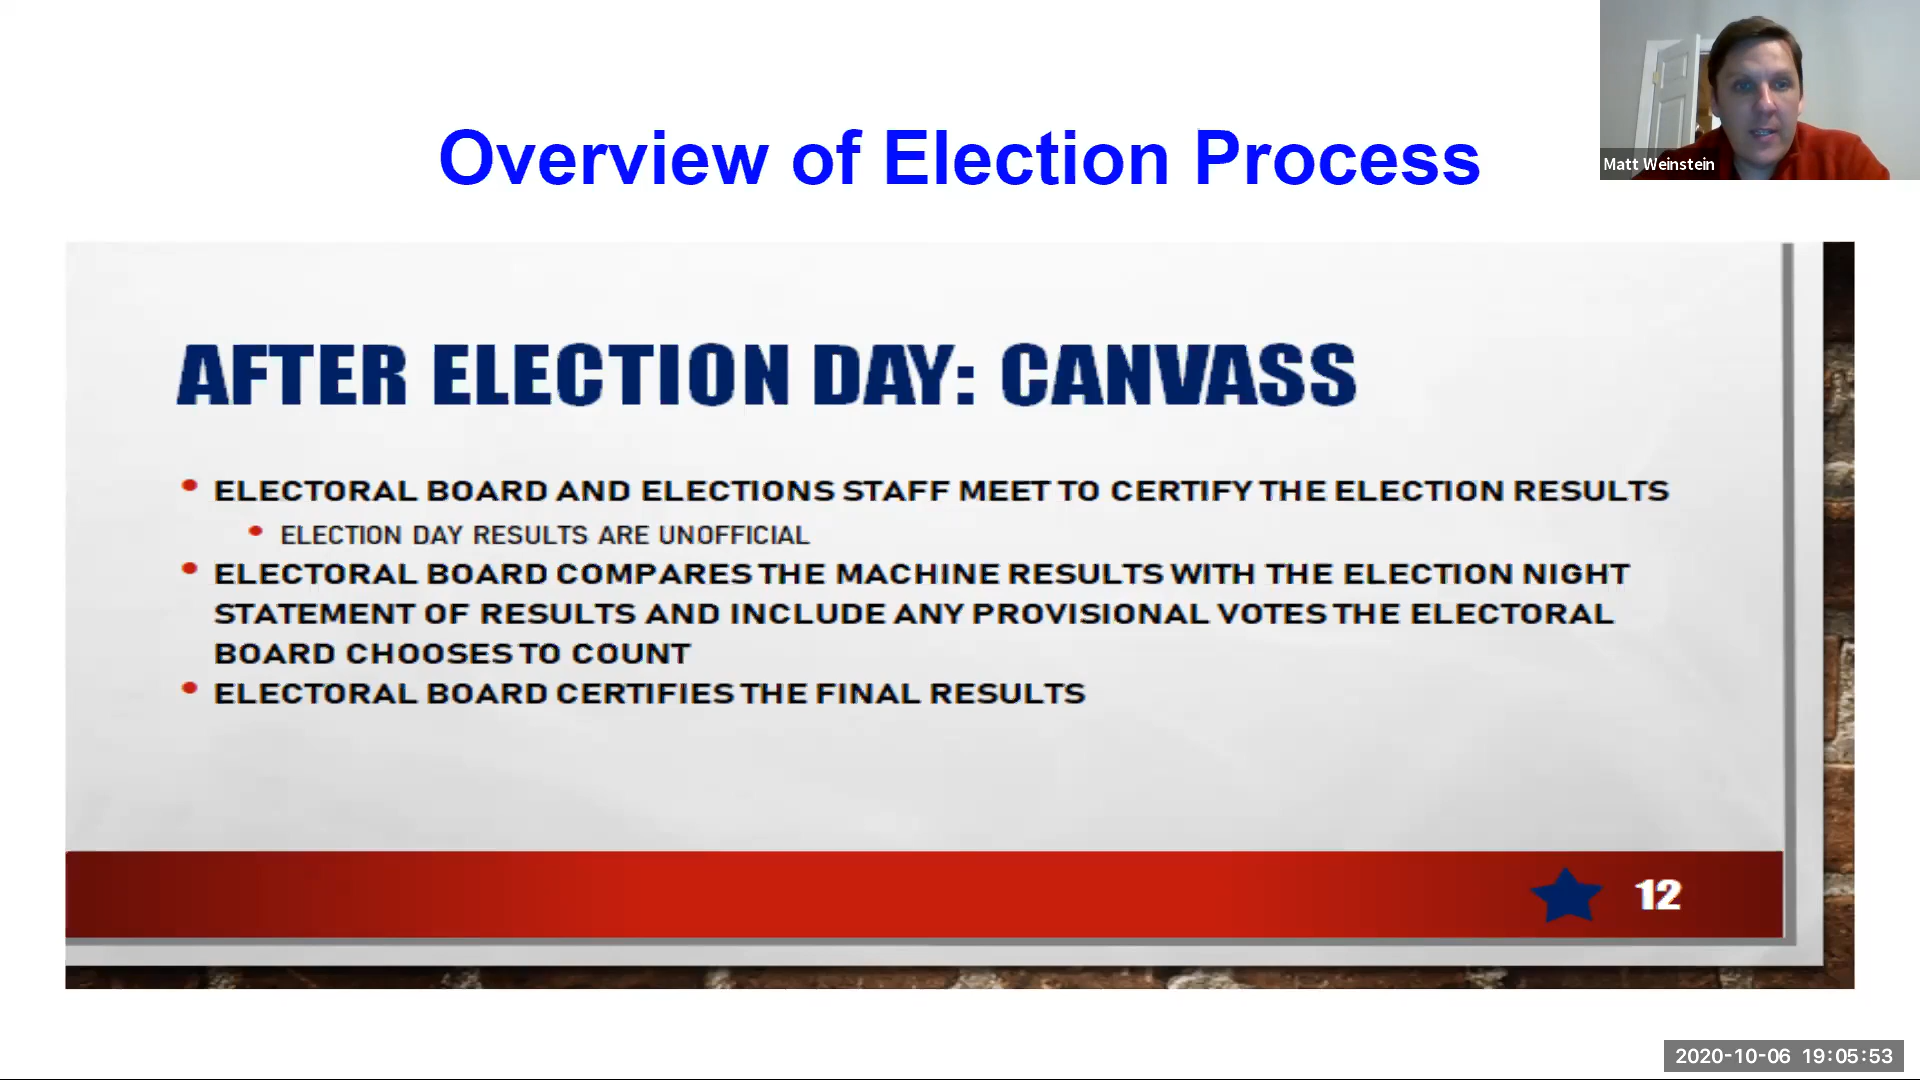 Overview of Election Process
Matt Weinstein
AFTER ELECTION DAY: CANVASS
• ELECTORAL BOARD AND ELECTIONS STAFF MEET TO CERTIFY THE ELECTION RESULTS
• ELECTION DAY RESULTS ARE UNOFFICIAL
• ELECTORAL BOARD COMPARES THE MACHINE RESULTS WITH THE ELECTION NIGHT
STATEMENT OF RESULTS AND INCLUDE ANY PROVISIONAL VOTES THE ELECTORAL
BOARD CHOOSES TO COUNT
• ELECTORAL BOARD CERTIFIES THE FINAL RESULTS
12
2020-10-06 19:05:53